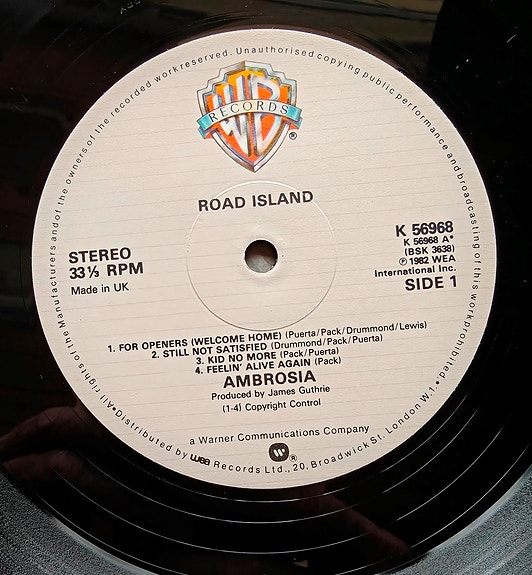 All rights of the Manufacturers and of the owners of the recorded work reserved. Unauthorised copying public performance and broadcasting of this work prohibited.
WB
RECORDS
®
ROAD ISLAND
STEREO
33⅓ RPM
Made in UK
K 56968
K 56968 A*
(BSK 3638)
℗ 1982 WEA
International Inc.
SIDE 1
1. FOR OPENERS (WELCOME HOME) (Puerta/Pack/Drummond/Lewis)
2. STILL NOT SATISFIED (Drummond/Pack/Puerta)
3. KID NO MORE (Pack/Puerta)
4. FEELIN' ALIVE AGAIN (Pack)
AMBROSIA
Produced by James Guthrie
(1-4) Copyright Control
a Warner Communications Company
®
•Distributed by wea Records Ltd., 20, Broadwick St. London W.1.•